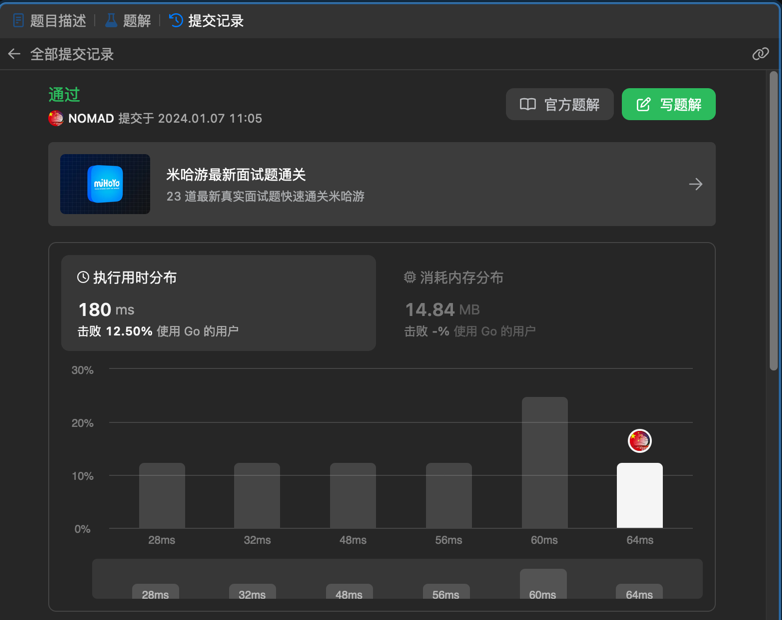 题目描述 题解 提交记录
全部提交记录
通过
NOMAD 提交于 2024.01.07 11:05
官方题解
写题解
miHoYo
米哈游最新面试题通关
23 道最新真实面试题快速通关米哈游
执行用时分布
180 ms
击败 12.50% 使用 Go 的用户
消耗内存分布
14.84 MB
击败 -% 使用 Go 的用户
30%
20%
10%
0%
28ms 32ms 48ms 56ms 60ms 64ms
28ms 32ms 48ms 56ms 60ms 64ms